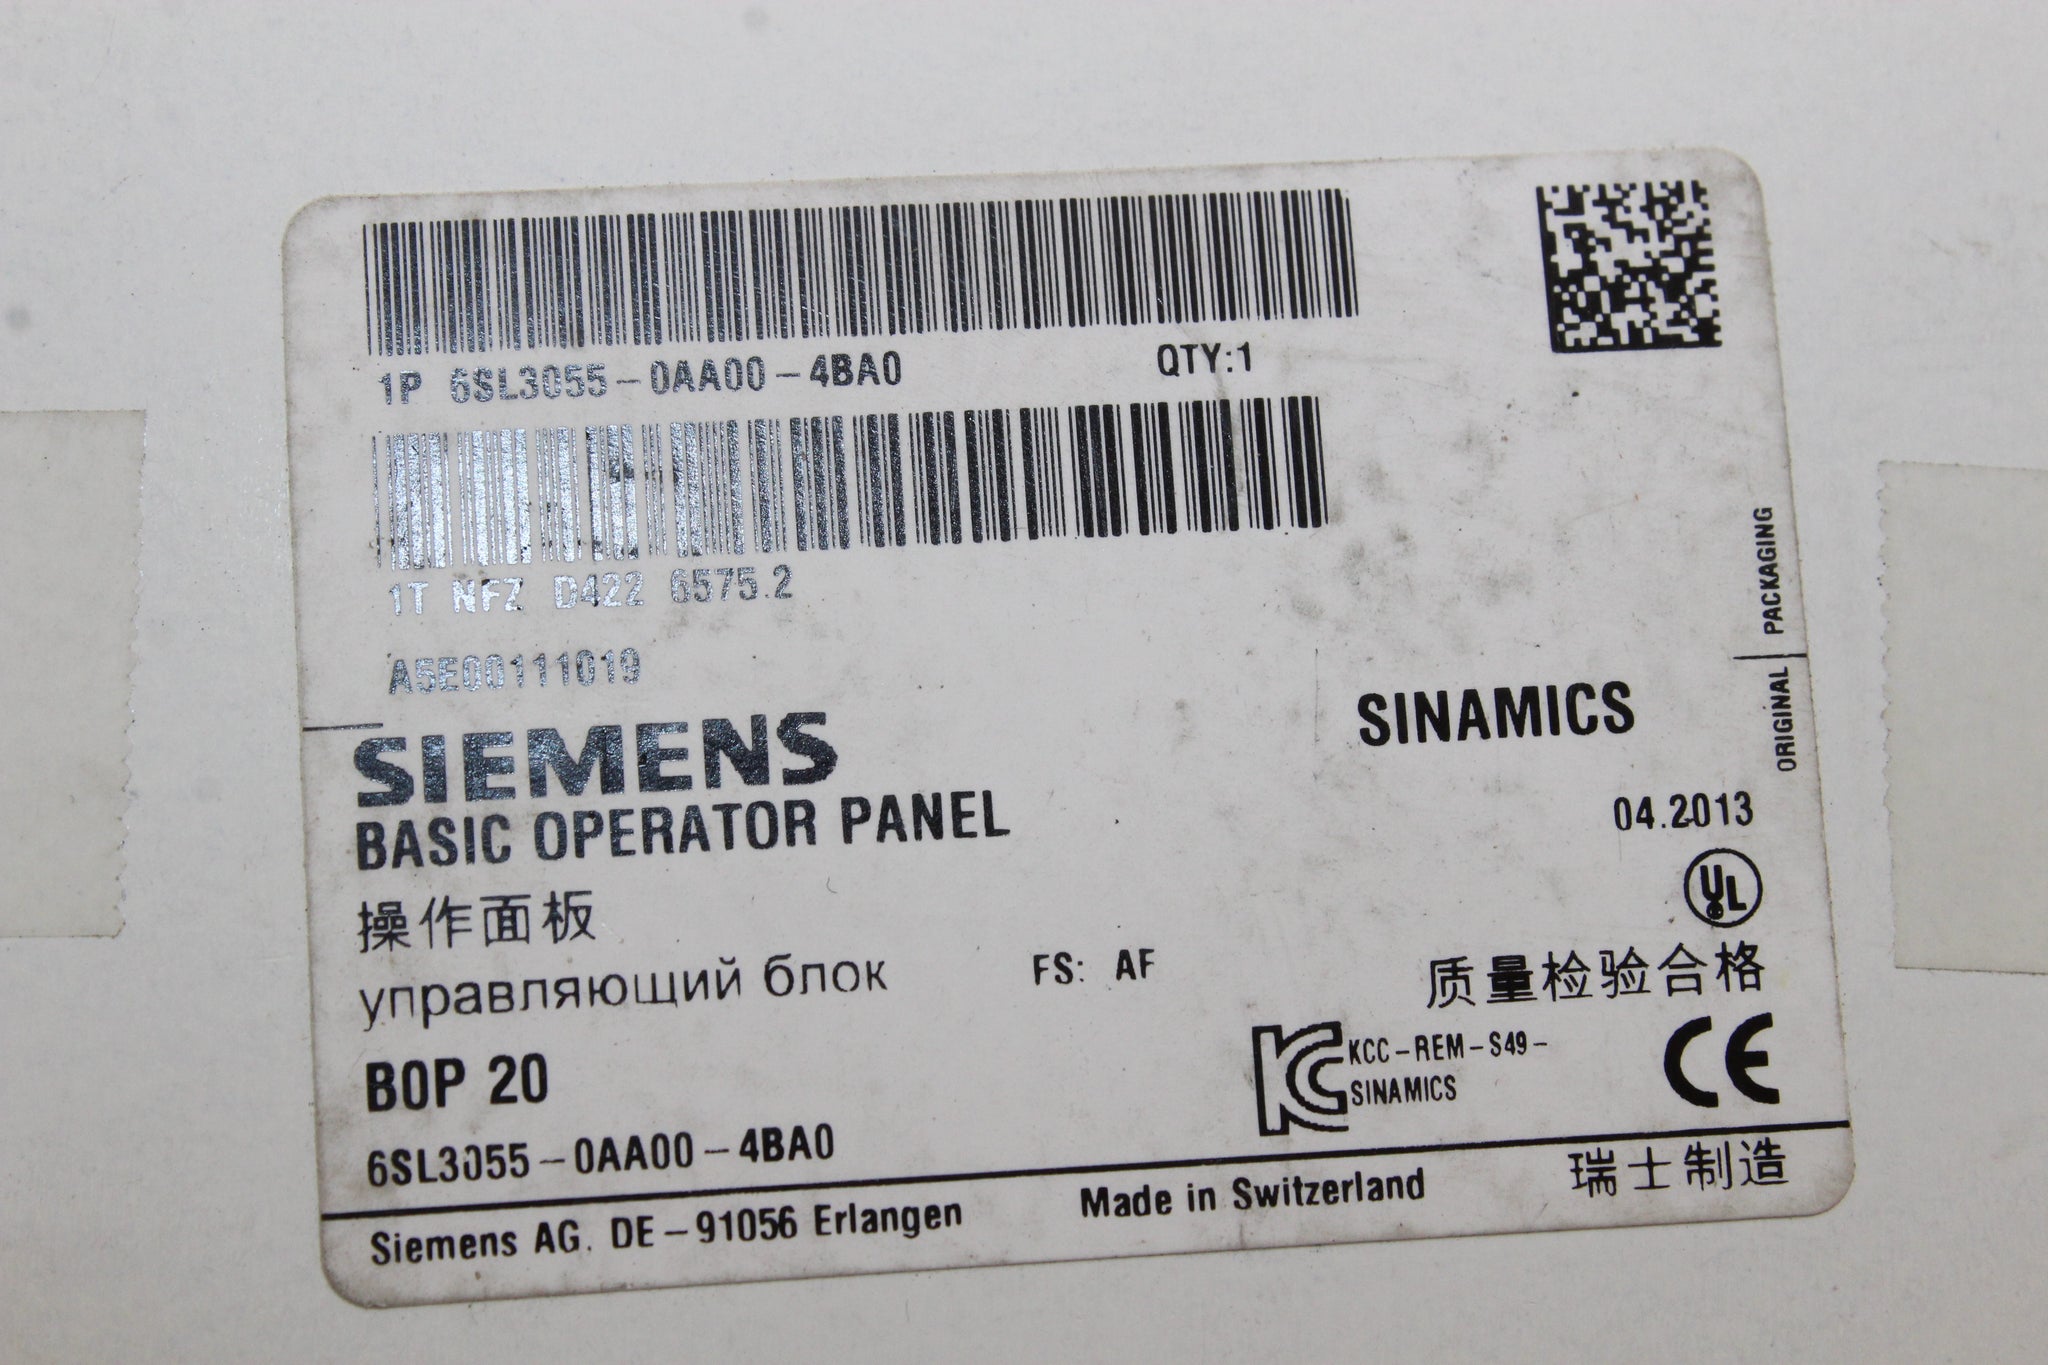 1P 6SL3055-0AA00-4BA0
QTY:1
1T NFZ D422 6575.2
A5E00111019
ORIGINAL PACKAGING
SIEMENS
SINAMICS
BASIC OPERATOR PANEL
04.2013
操作面板
UL
управляющий блок
FS: AF
质量检验合格
BOP 20
KCC-REM-S49-
SINAMICS
CE
6SL3055-0AA00-4BA0
Siemens AG. DE-91056 Erlangen
Made in Switzerland
瑞士制造